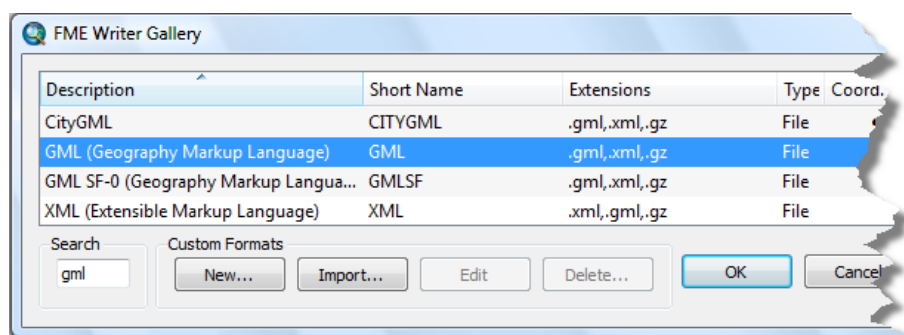 FME Writer Gallery
Description Short Name Extensions Type Coord.
CityGML CITYGML .gml,.xml,.gz File
GML (Geography Markup Language) GML .gml,.xml,.gz File
GML SF-0 (Geography Markup Langua... GMLSF .gml,.xml,.gz File
XML (Extensible Markup Language) XML .xml,.gml,.gz File
Search Custom Formats
gml New... Import... Edit Delete... OK Cancel